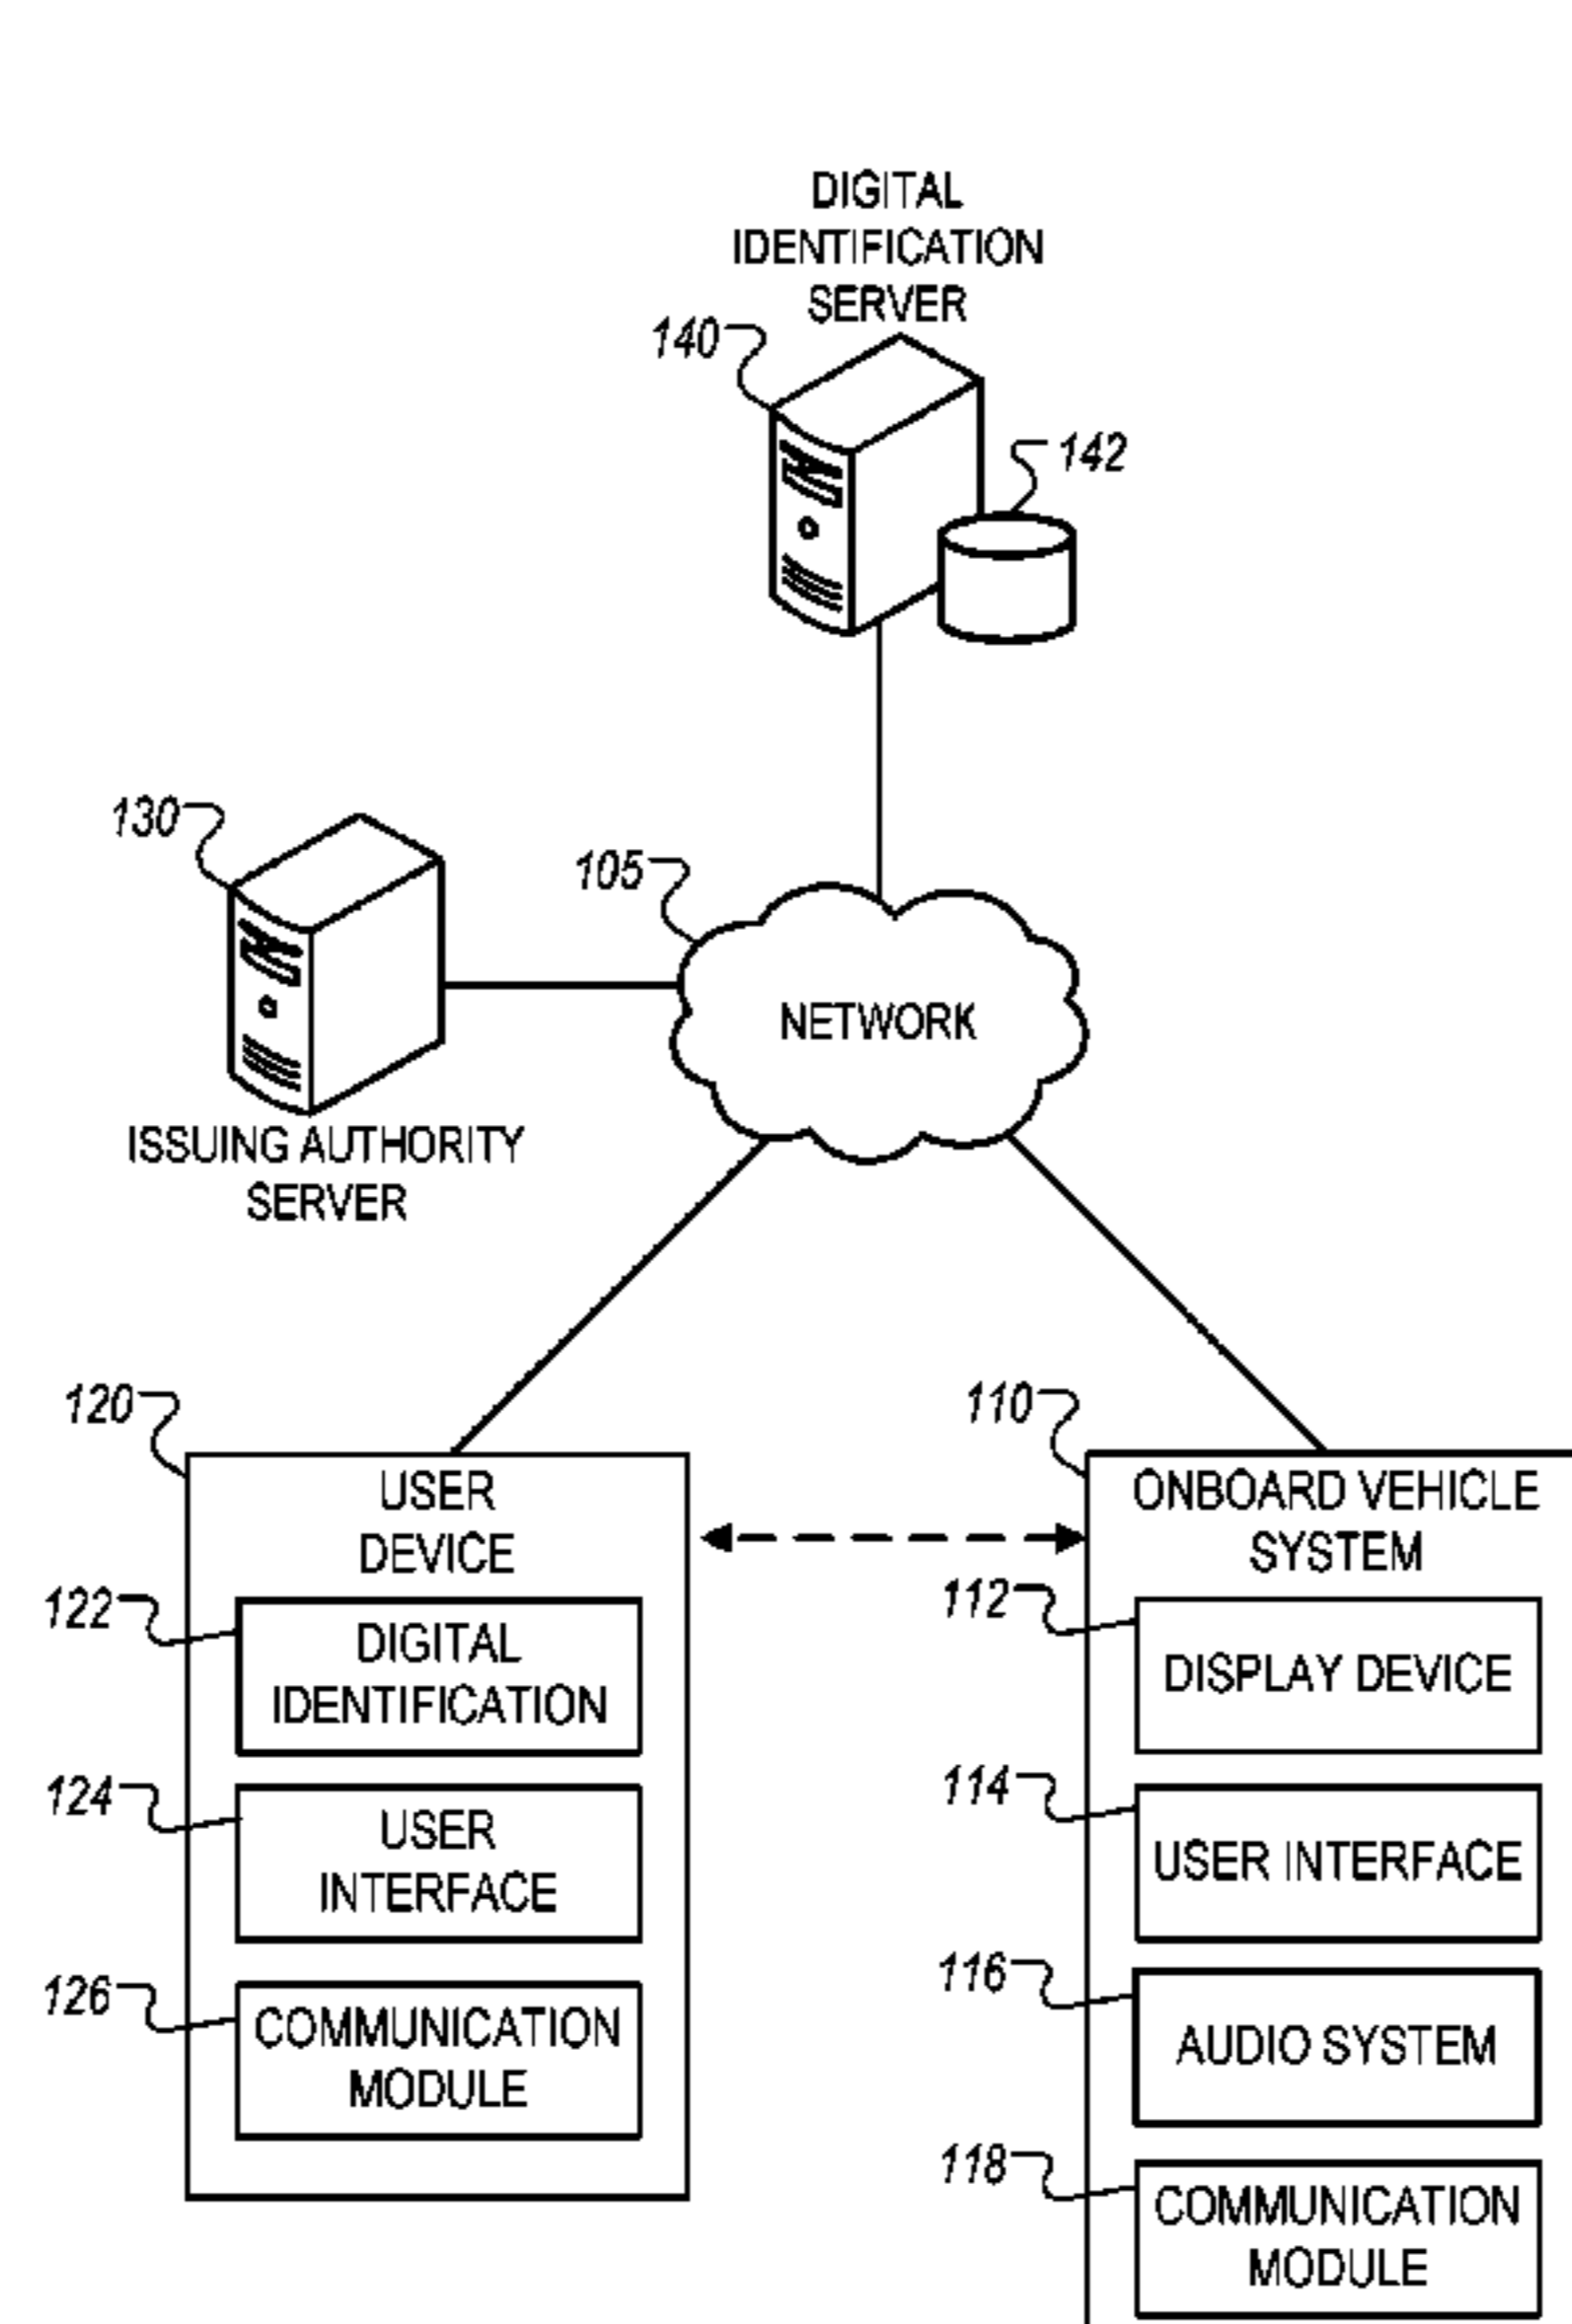 DIGITAL
IDENTIFICATION
SERVER
140
142
130
105
NETWORK
ISSUING AUTHORITY
SERVER
120
USER
DEVICE
122
DIGITAL
IDENTIFICATION
124
USER
INTERFACE
126
COMMUNICATION
MODULE
110
ONBOARD VEHICLE
SYSTEM
112
DISPLAY DEVICE
114
USER INTERFACE
116
AUDIO SYSTEM
118
COMMUNICATION
MODULE